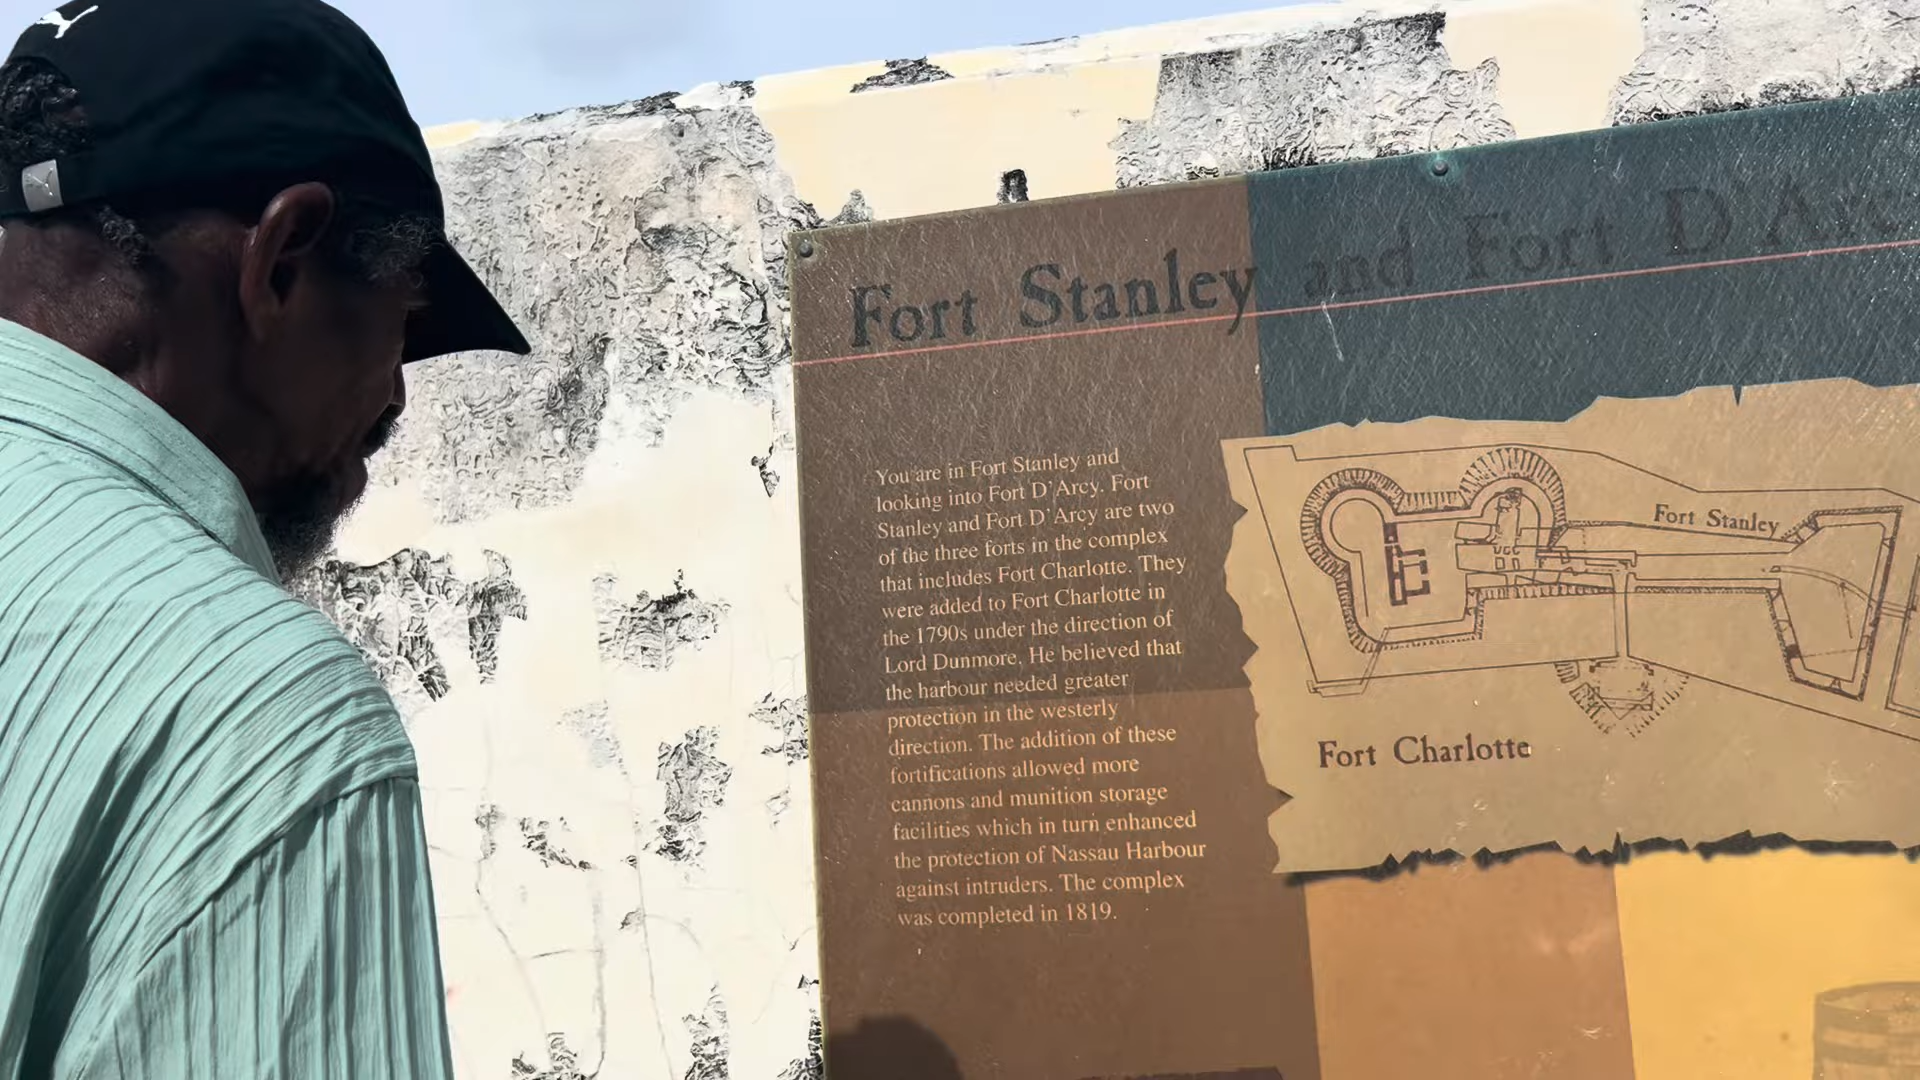 Fort Stanley and Fort D'Ar
You are in Fort Stanley and
looking into Fort D'Arcy. Fort
Stanley and Fort D'Arcy are two
of the three forts in the complex
that includes Fort Charlotte. They
were added to Fort Charlotte in
the 1790s under the direction of
Lord Dunmore. He believed that
the harbour needed greater
protection in the westerly
direction. The addition of these
fortifications allowed more
cannons and munition storage
facilities which in turn enhanced
the protection of Nassau Harbour
against intruders. The complex
was completed in 1819.
Fort Stanley
Fort Charlotte